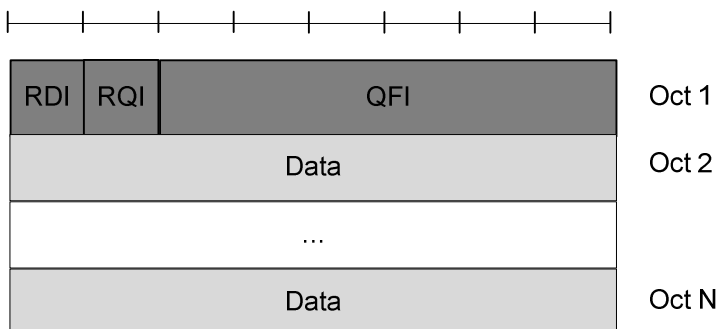 RDI RQI QFI Oct 1
Data Oct 2
...
Data Oct N